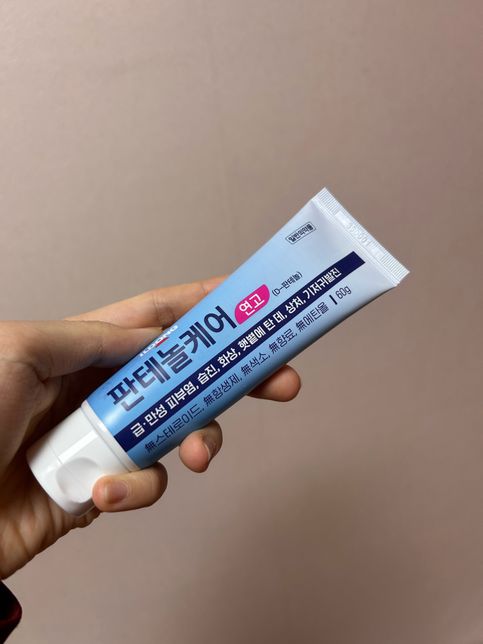 일반의약품
판테놀케어 연고
(D-판테놀)
급·만성 피부염, 습진, 화상, 햇볕에 탄 데, 상처, 기저귀발진
無스테로이드, 無항생제, 無색소, 無향료, 無에탄올 | 60g